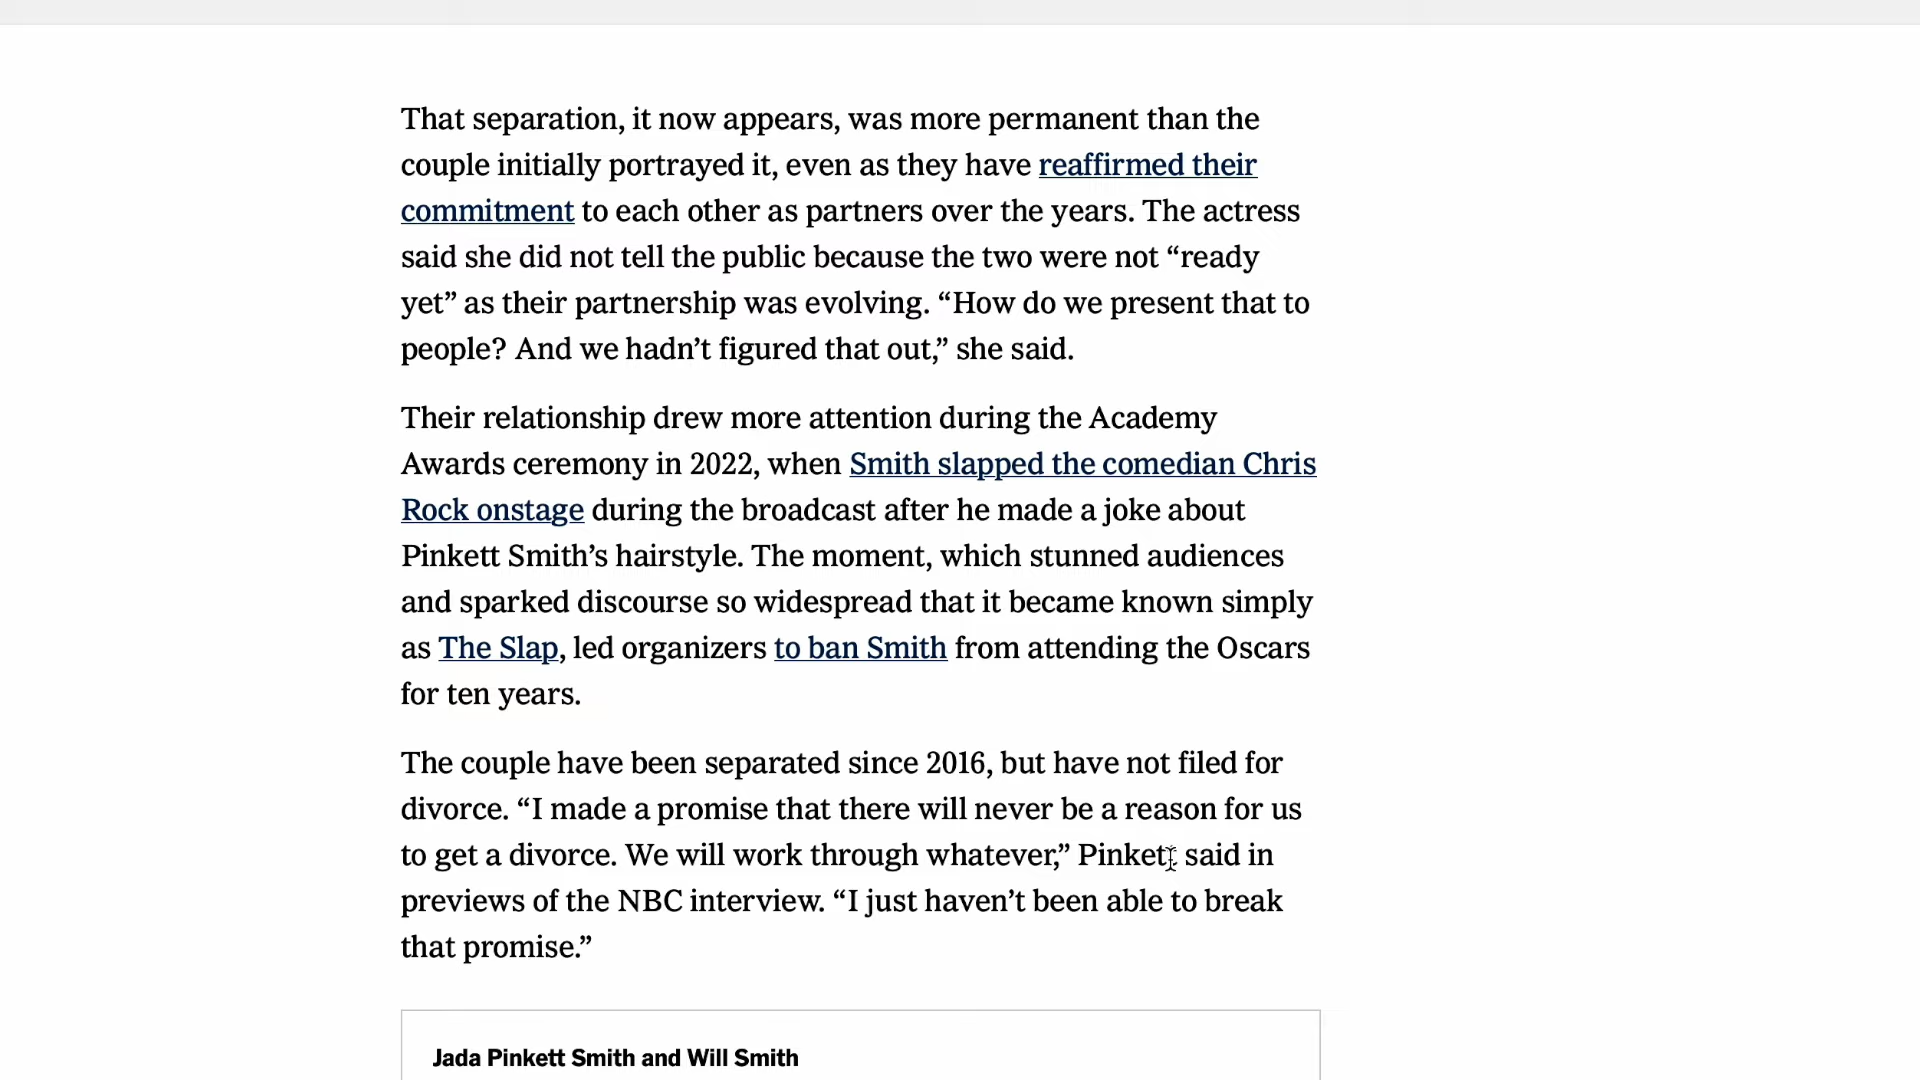 That separation, it now appears, was more permanent than the
couple initially portrayed it, even as they have reaffirmed their
commitment to each other as partners over the years. The actress
said she did not tell the public because the two were not “ready
yet” as their partnership was evolving. “How do we present that to
people? And we hadn’t figured that out,” she said.
Their relationship drew more attention during the Academy
Awards ceremony in 2022, when Smith slapped the comedian Chris
Rock onstage during the broadcast after he made a joke about
Pinkett Smith’s hairstyle. The moment, which stunned audiences
and sparked discourse so widespread that it became known simply
as The Slap, led organizers to ban Smith from attending the Oscars
for ten years.
The couple have been separated since 2016, but have not filed for
divorce. “I made a promise that there will never be a reason for us
to get a divorce. We will work through whatever,” Pinkett said in
previews of the NBC interview. “I just haven’t been able to break
that promise.”
Jada Pinkett Smith and Will Smith